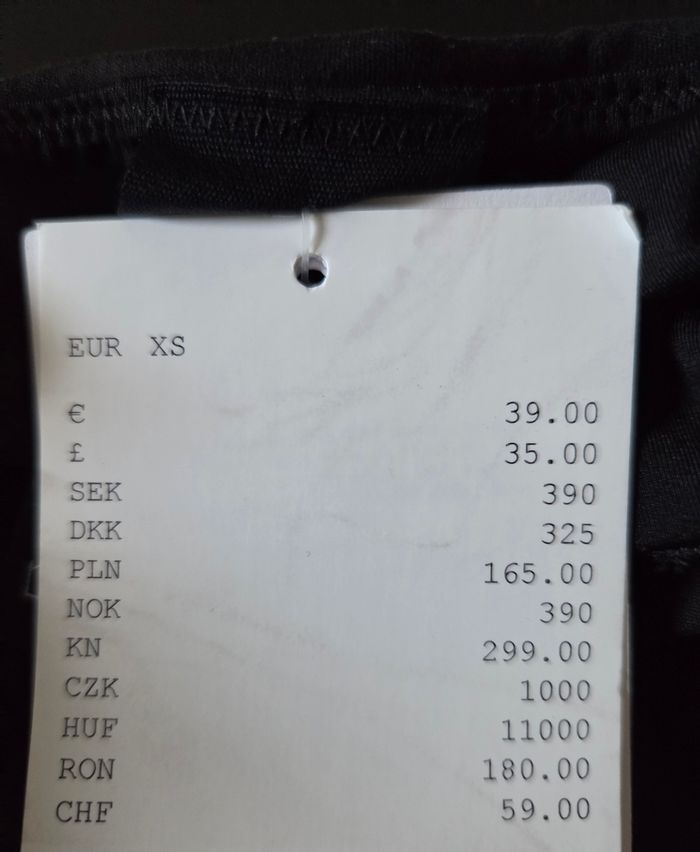 EUR XS
€ 39.00
£ 35.00
SEK 390
DKK 325
PLN 165.00
NOK 390
KN 299.00
CZK 1000
HUF 11000
RON 180.00
CHF 59.00